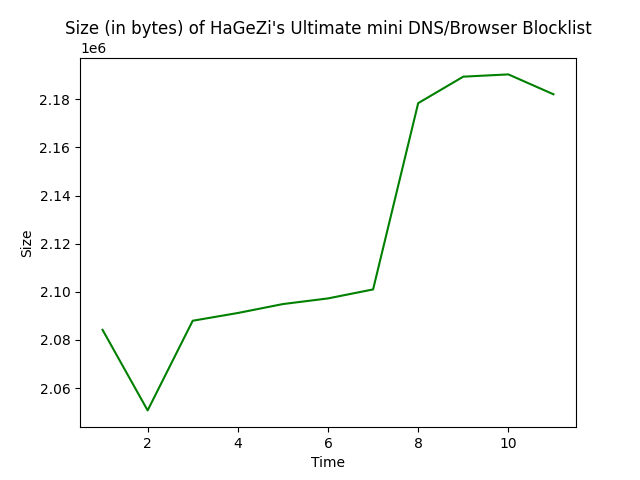 Size (in bytes) of HaGeZi's Ultimate mini DNS/Browser Blocklist
1e6
2.18
2.16
2.14
2.12
2.10
2.08
2.06
Size
2 4 6 8 10
Time